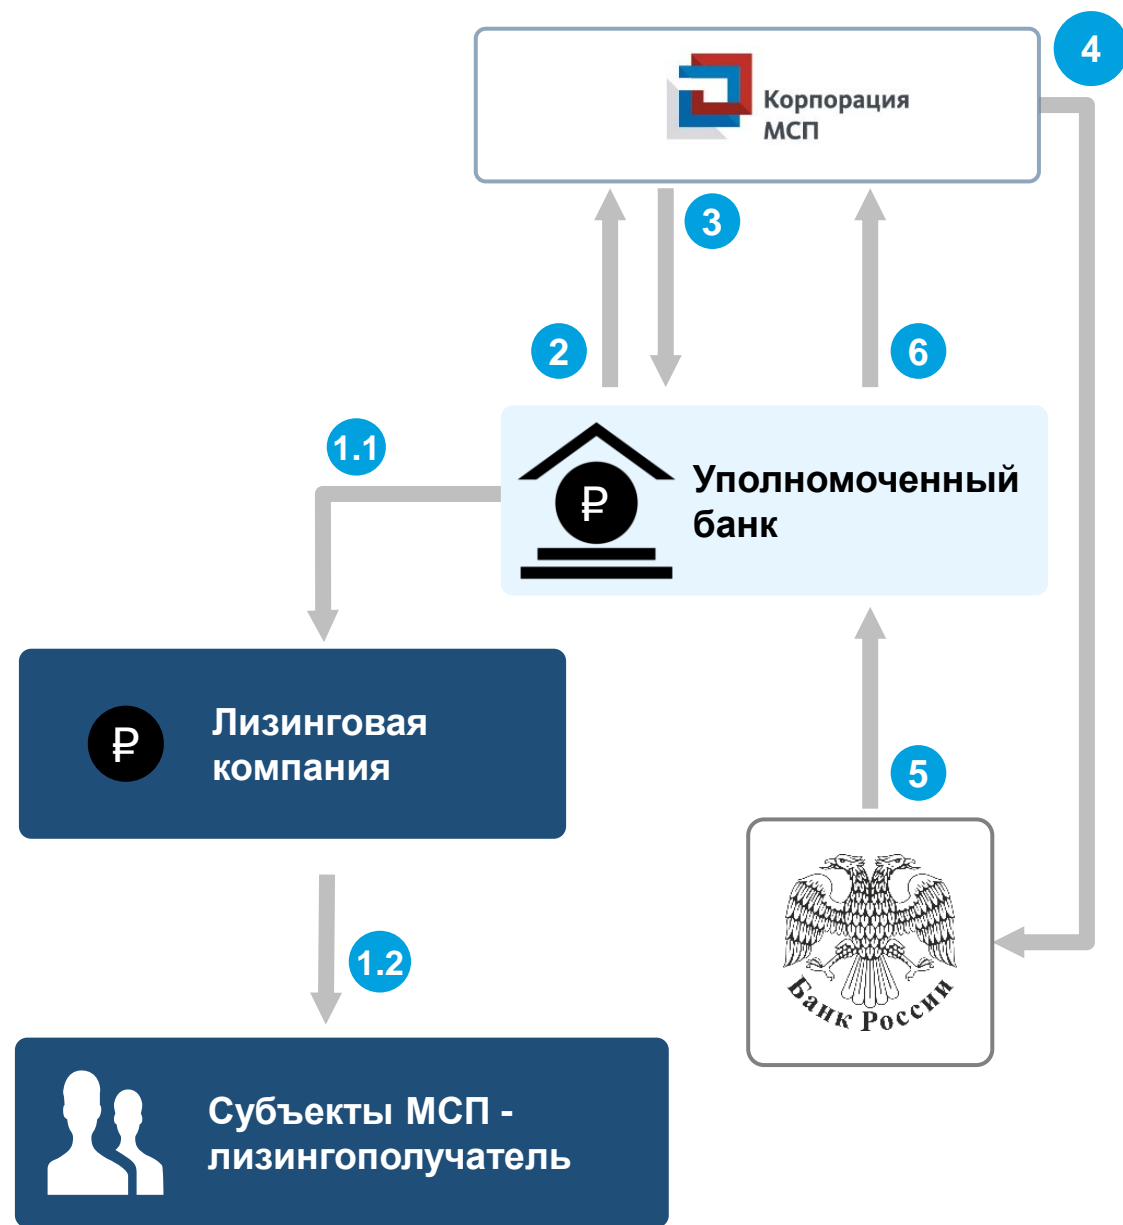 4
Корпорация
МСП
3
2
6
1.1
₽
Уполномоченный
банк
₽
Лизинговая
компания
5
1.2
Банк России
Субъекты МСП -
лизингополучатель